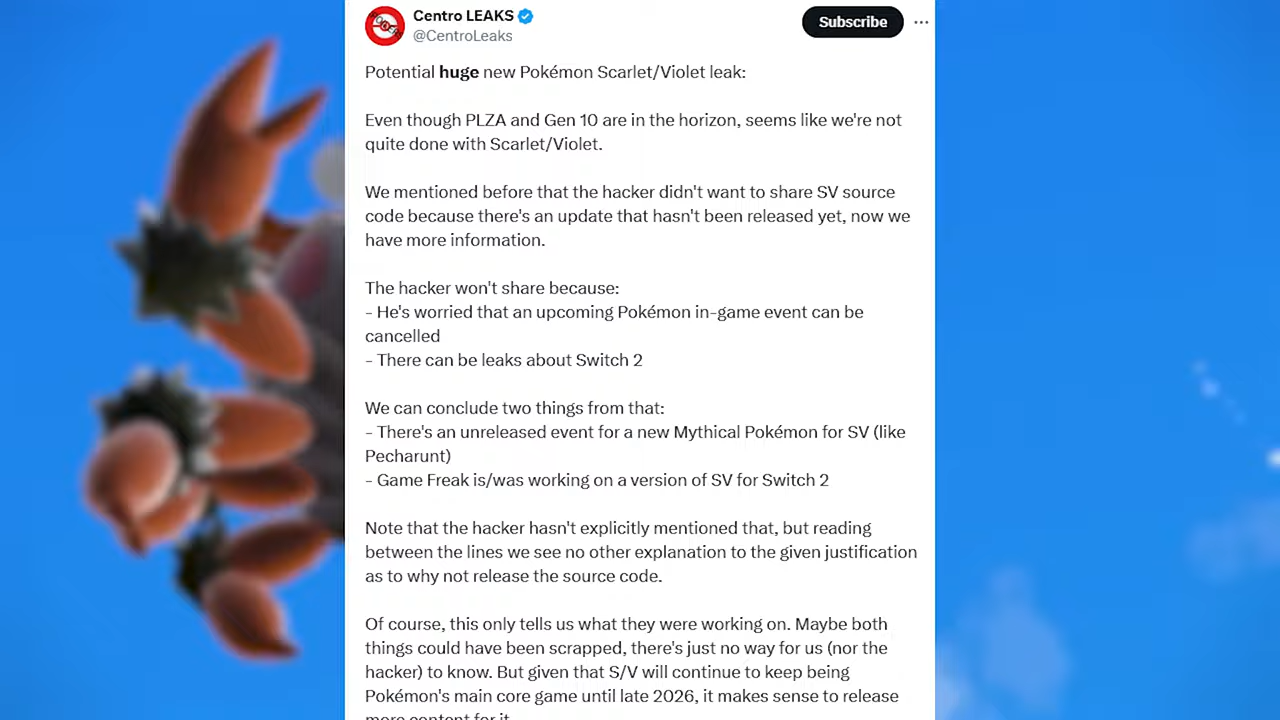 Centro LEAKS
@CentroLeaks
Subscribe
Potential huge new Pokémon Scarlet/Violet leak:
Even though PLZA and Gen 10 are in the horizon, seems like we're not
quite done with Scarlet/Violet.
We mentioned before that the hacker didn't want to share SV source
code because there's an update that hasn't been released yet, now we
have more information.
The hacker won't share because:
- He's worried that an upcoming Pokémon in-game event can be
cancelled
- There can be leaks about Switch 2
We can conclude two things from that:
- There's an unreleased event for a new Mythical Pokémon for SV (like
Pecharunt)
- Game Freak is/was working on a version of SV for Switch 2
Note that the hacker hasn't explicitly mentioned that, but reading
between the lines we see no other explanation to the given justification
as to why not release the source code.
Of course, this only tells us what they were working on. Maybe both
things could have been scrapped, there's just no way for us (nor the
hacker) to know. But given that S/V will continue to keep being
Pokémon's main core game until late 2026, it makes sense to release
more content for it